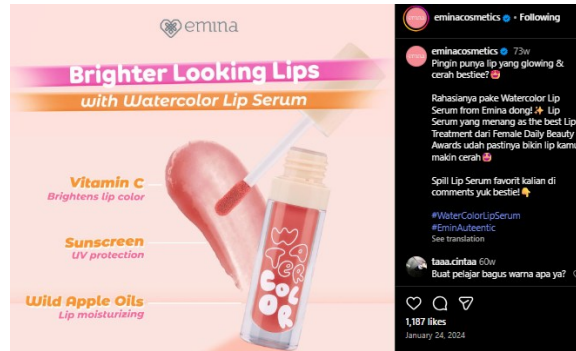 emina
Brighter Looking Lips
with Watercolor Lip Serum
Vitamin C
Brightens lip color
Sunscreen
UV protection
Wild Apple Oils
Lip moisturizing
WATERCOLOR
eminacosmetics • Following
eminacosmetics 73w
Pingin punya lip yang glowing &
cerah bestiee?
Rahasianya pake Watercolor Lip
Serum from Emina dong! ✨ Lip
Serum yang menang as the best Lip
Treatment dari Female Daily Beauty
Awards udah pastinya bikin lip kamu
makin cerah
Spill Lip Serum favorit kalian di
comments yuk bestie! 👇
#WaterColorLipSerum
#EminAuteentic
See translation
taaa.cintaa 60w
Buat pelajar bagus warna apa ya?
1,187 likes
January 24, 2024